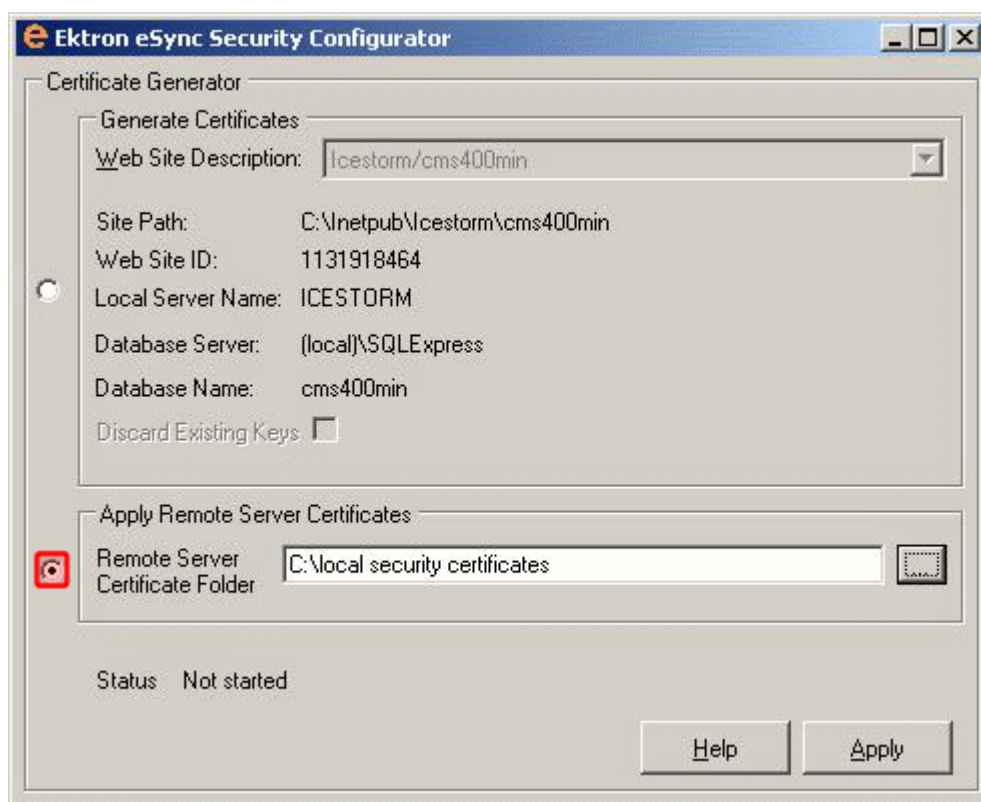 e Ektron eSync Security Configurator
Certificate Generator
Generate Certificates
Web Site Description: Icestorm/cms400min
Site Path: C:\Inetpub\Icestorm\cms400min
Web Site ID: 1131918464
Local Server Name: ICESTORM
Database Server: (local)\SQLExpress
Database Name: cms400min
Discard Existing Keys
Apply Remote Server Certificates
Remote Server
Certificate Folder
C:\local security certificates
...
Status Not started
Help Apply